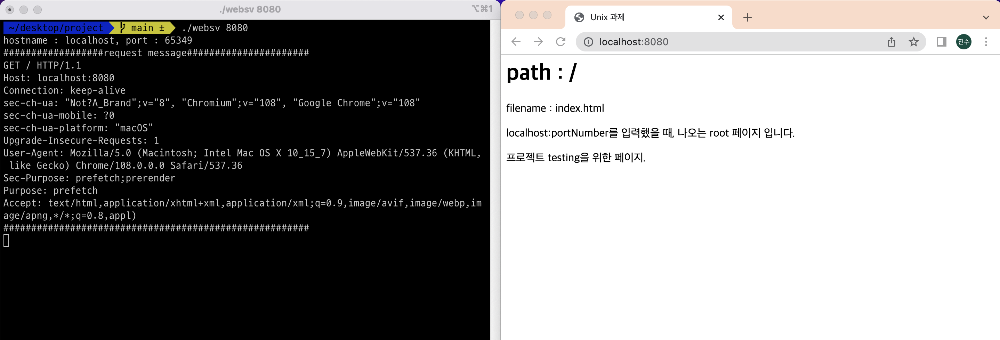 ./websv 8080
⌥⌘1
~/desktop/project main ± ./websv 8080
hostname : localhost, port : 65349
##################request message######################
GET / HTTP/1.1
Host: localhost:8080
Connection: keep-alive
sec-ch-ua: "Not?A_Brand";v="8", "Chromium";v="108", "Google Chrome";v="108"
sec-ch-ua-mobile: ?0
sec-ch-ua-platform: "macOS"
Upgrade-Insecure-Requests: 1
User-Agent: Mozilla/5.0 (Macintosh; Intel Mac OS X 10_15_7) AppleWebKit/537.36 (KHTML,
like Gecko) Chrome/108.0.0.0 Safari/537.36
Sec-Purpose: prefetch;prerender
Purpose: prefetch
Accept: text/html,application/xhtml+xml,application/xml;q=0.9,image/avif,image/webp,im
age/apng,*/*;q=0.8,appl)
#######################################################
Unix 과제
localhost:8080
진수
path : /
filename : index.html
localhost:portNumber를 입력했을 때, 나오는 root 페이지 입니다.
프로젝트 testing을 위한 페이지.